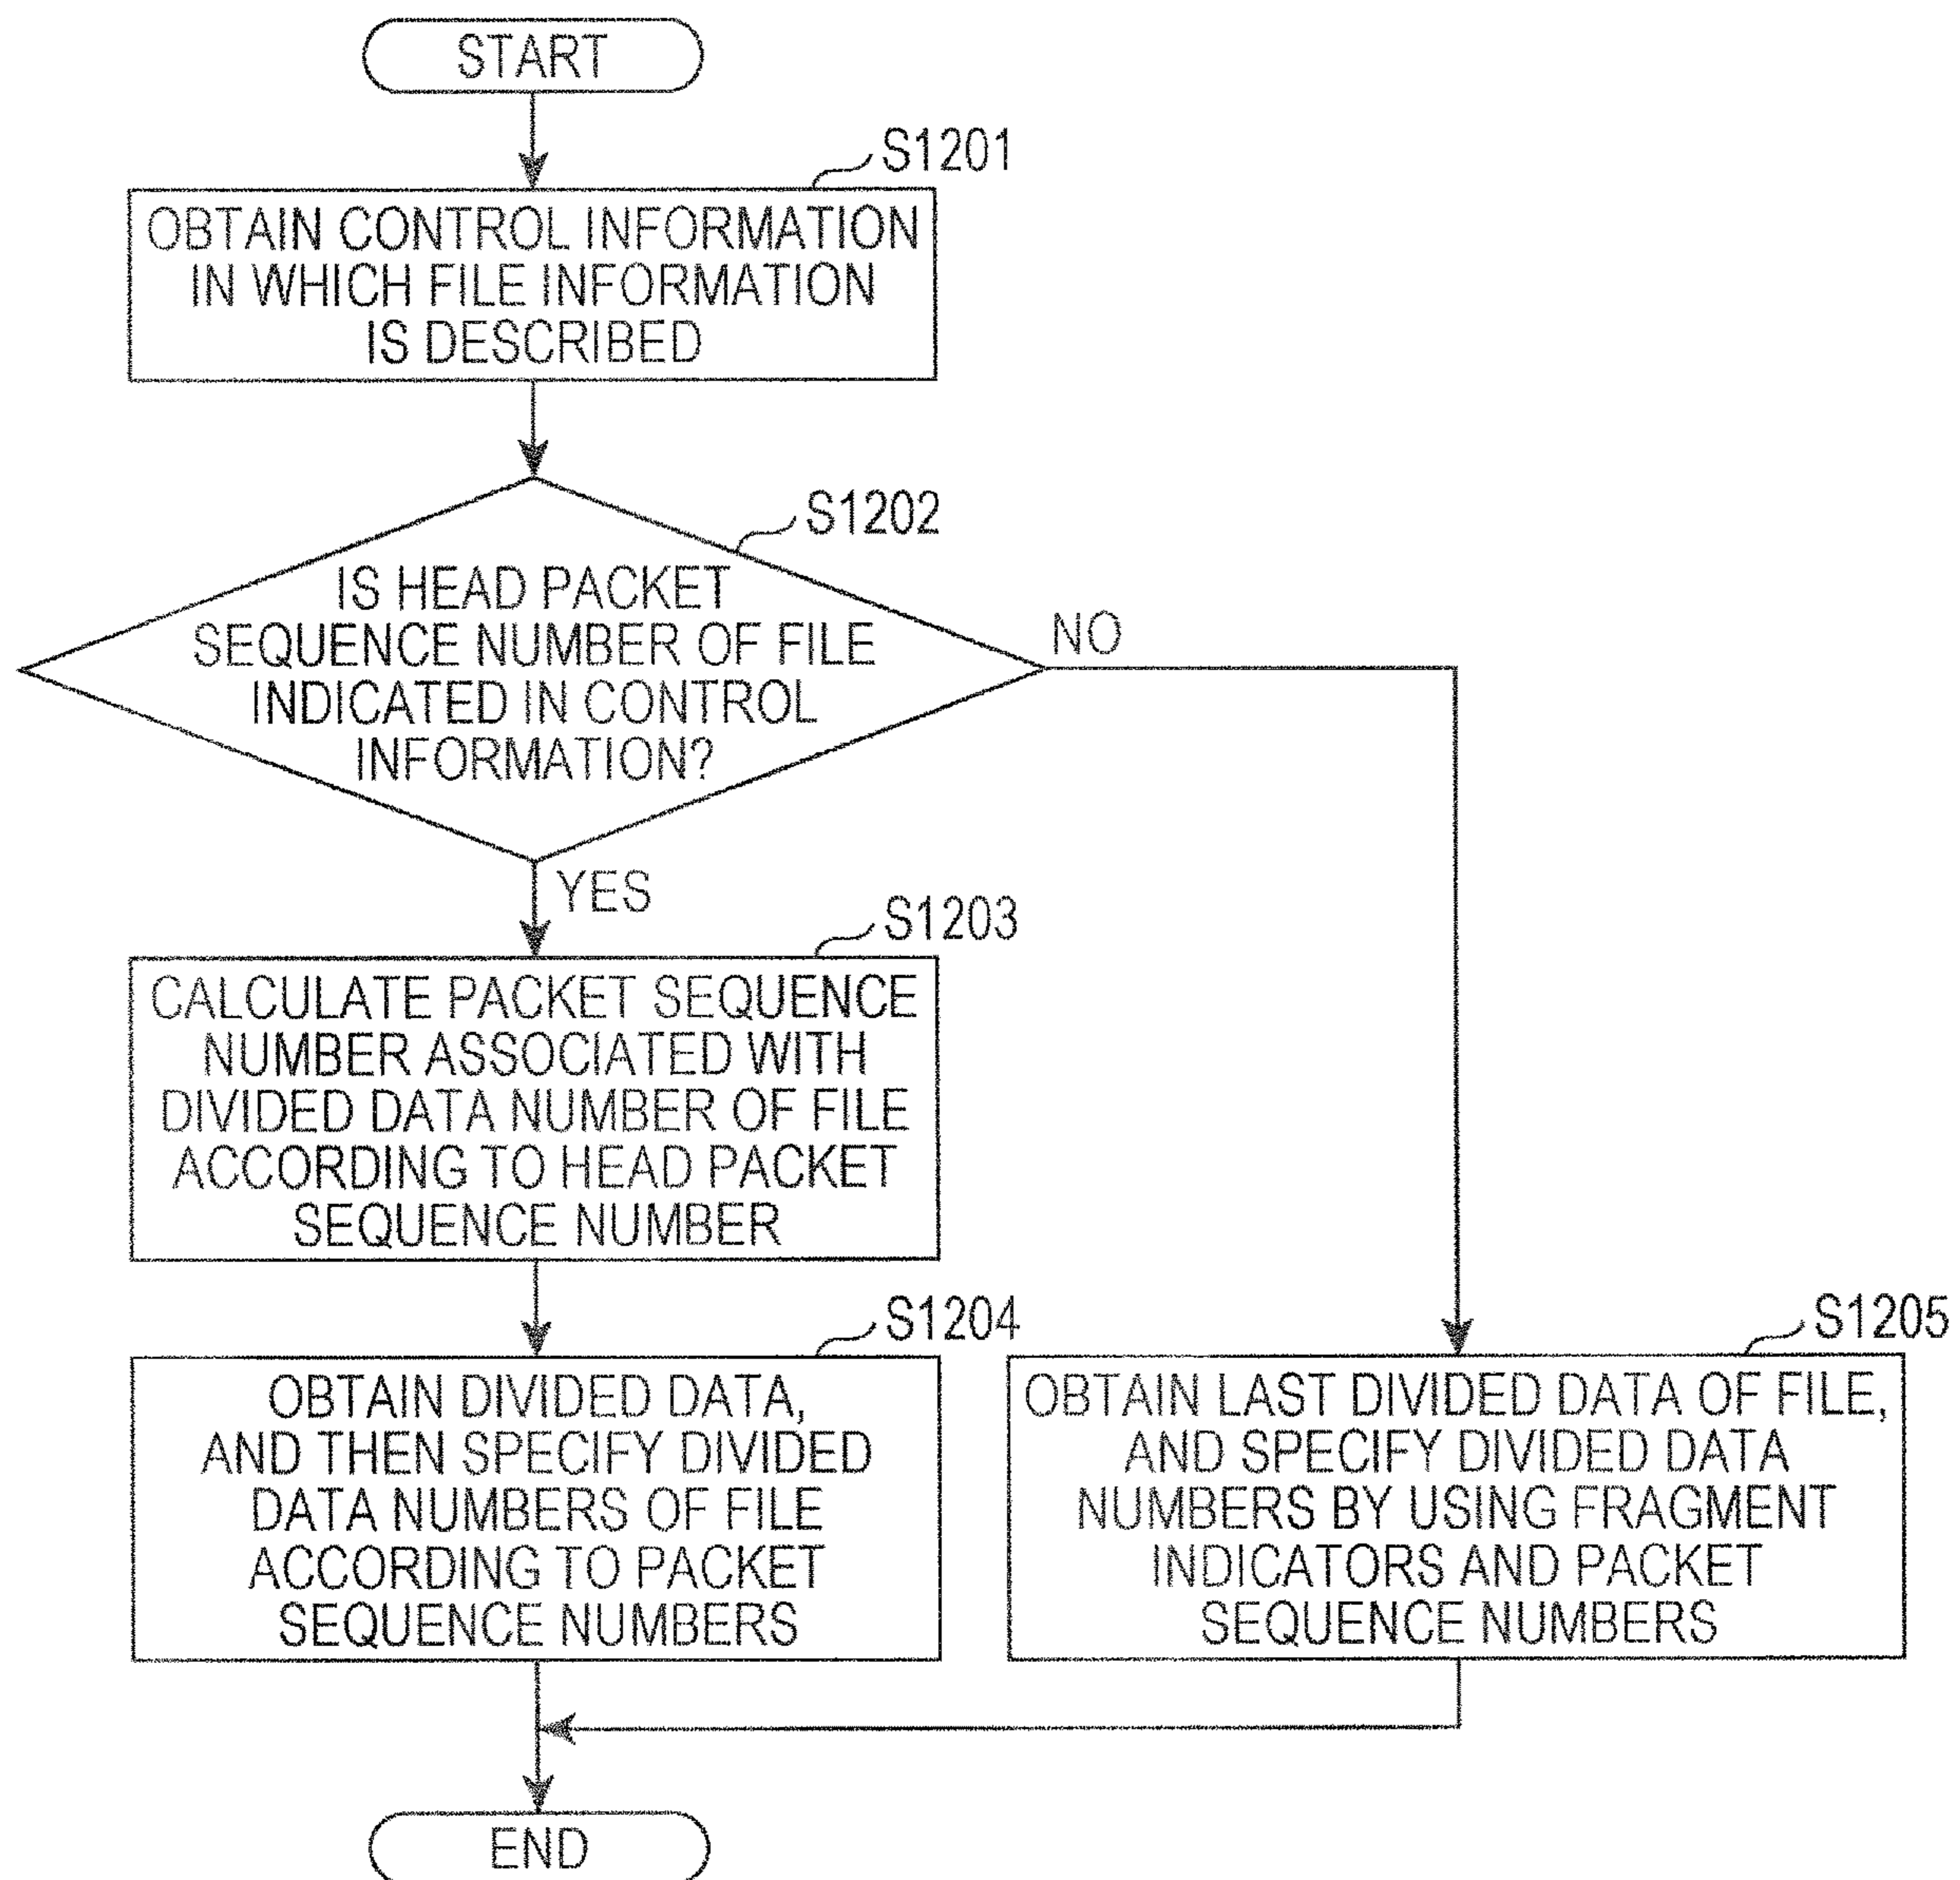 START
S1201
OBTAIN CONTROL INFORMATION
IN WHICH FILE INFORMATION
IS DESCRIBED
S1202
IS HEAD PACKET
SEQUENCE NUMBER OF FILE
INDICATED IN CONTROL
INFORMATION?
NO
YES
S1203
CALCULATE PACKET SEQUENCE
NUMBER ASSOCIATED WITH
DIVIDED DATA NUMBER OF FILE
ACCORDING TO HEAD PACKET
SEQUENCE NUMBER
S1204
OBTAIN DIVIDED DATA,
AND THEN SPECIFY DIVIDED
DATA NUMBERS OF FILE
ACCORDING TO PACKET
SEQUENCE NUMBERS
S1205
OBTAIN LAST DIVIDED DATA OF FILE,
AND SPECIFY DIVIDED DATA
NUMBERS BY USING FRAGMENT
INDICATORS AND PACKET
SEQUENCE NUMBERS
END